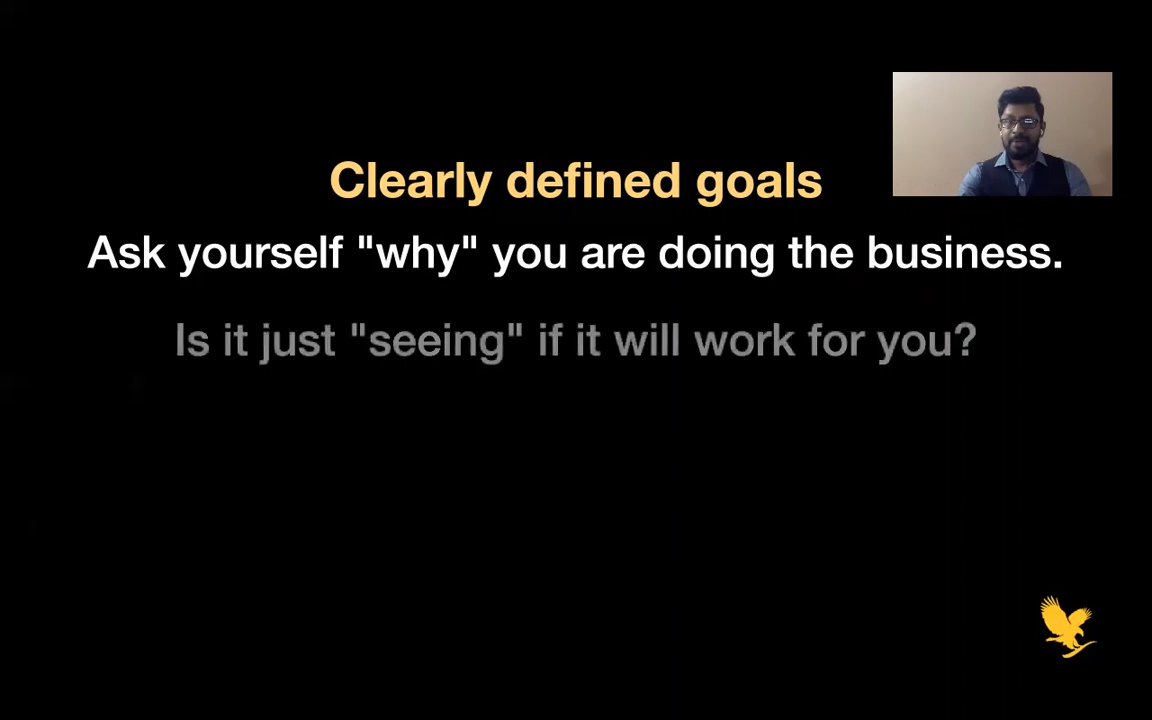 Clearly defined goals
Ask yourself "why" you are doing the business.
Is it just "seeing" if it will work for you?